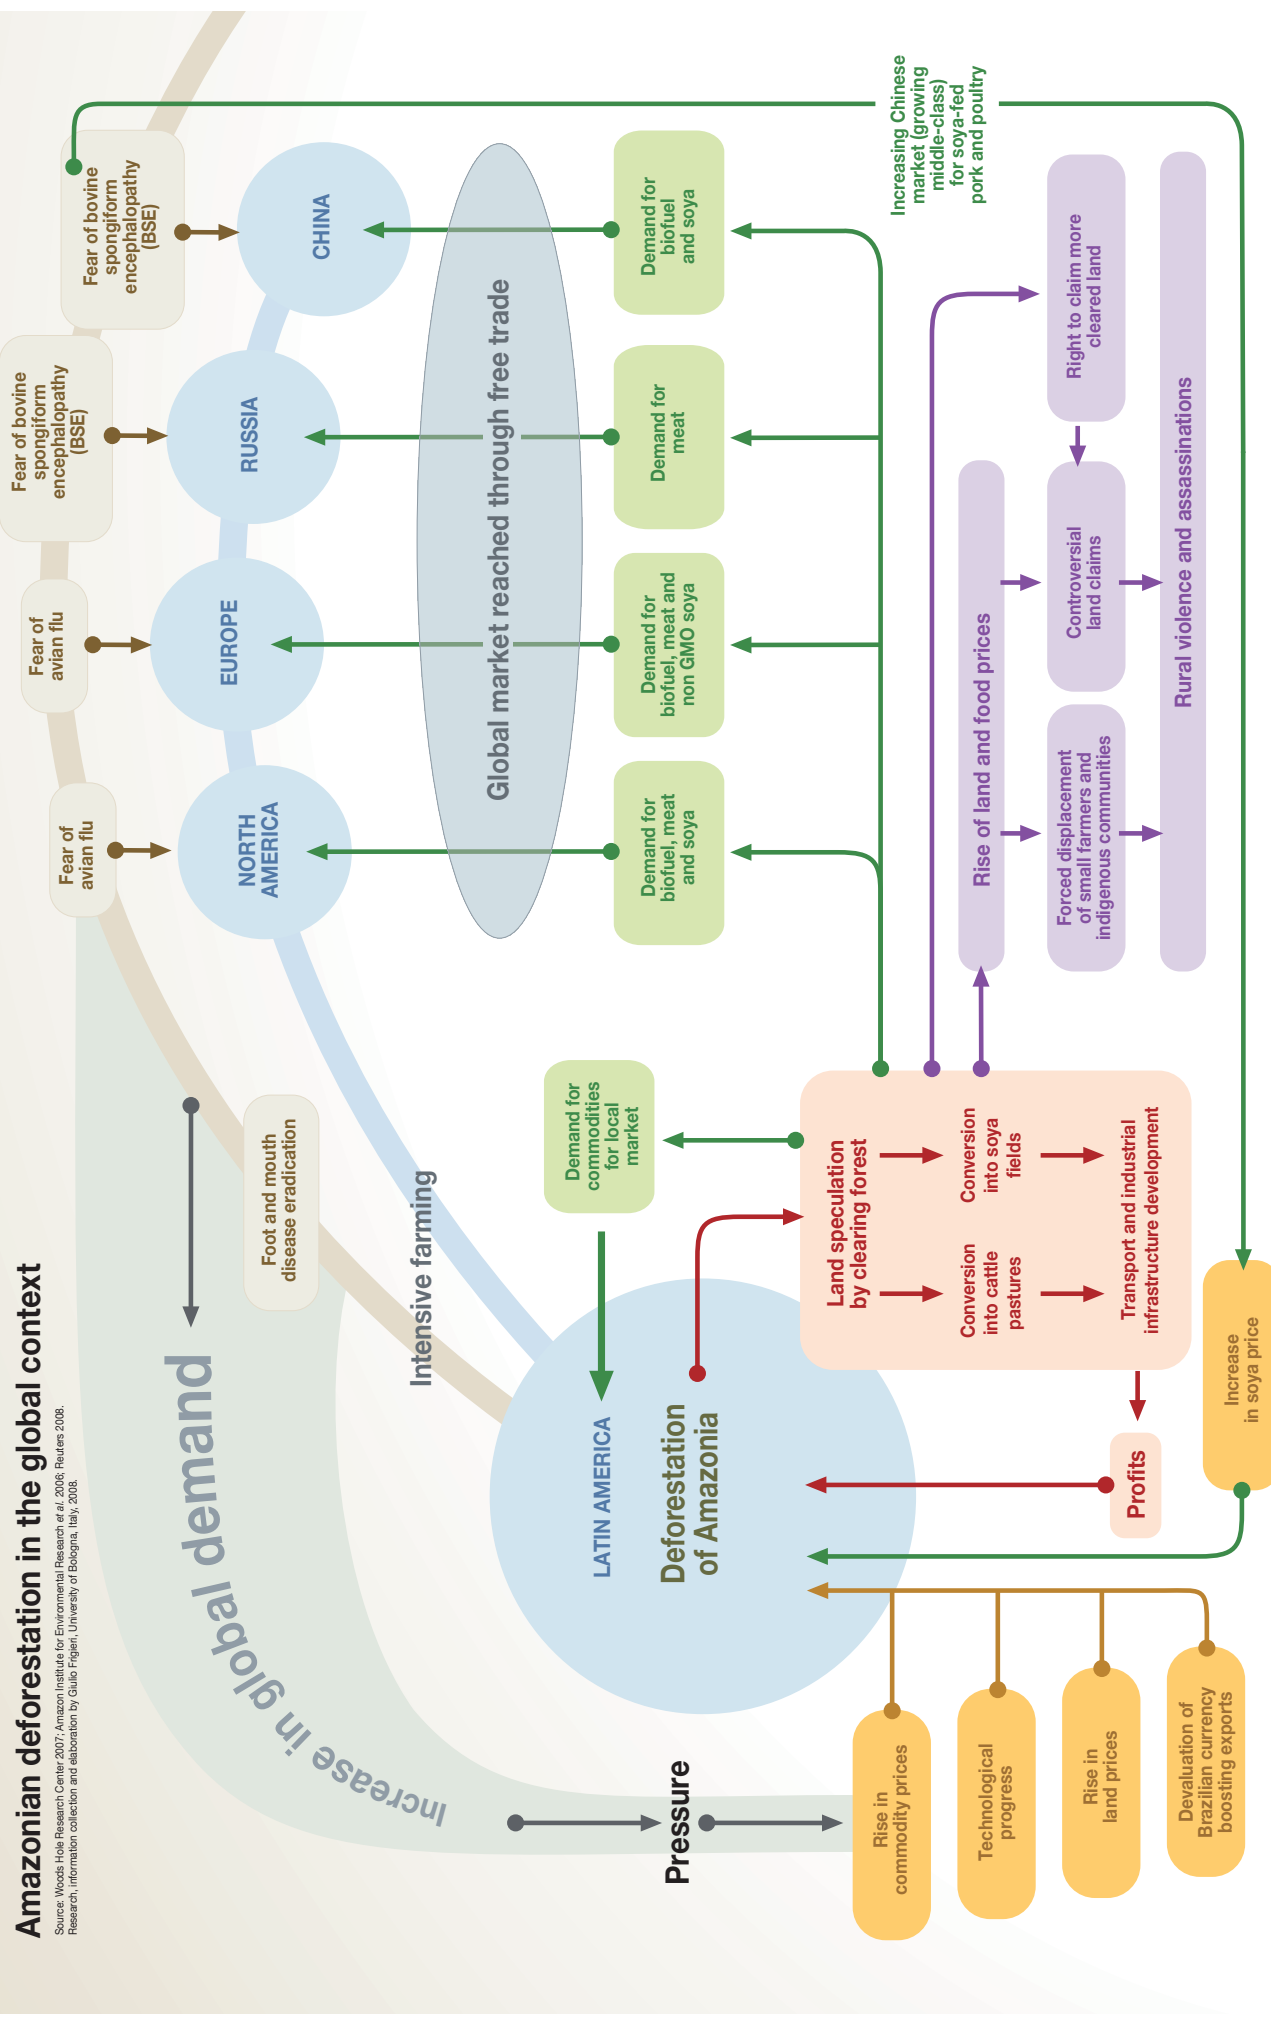 Amazonian deforestation in the global context
Source: Woods Hole Research Center 2007; Amazon Institute for Environmental Research et al. 2006; Reuters 2008.
Research, information collection and elaboration by Giulio Frigieri, University of Bologna, Italy, 2008.
Fear of
avian flu
Fear of
avian flu
Fear of bovine
spongiform
encephalopathy
(BSE)
Fear of bovine
spongiform
encephalopathy
(BSE)
Increase in global demand
Foot and mouth
disease eradication
NORTH
AMERICA
EUROPE
RUSSIA
CHINA
Intensive farming
Global market reached through free trade
Pressure
LATIN AMERICA
Deforestation
of Amazonia
Demand for
commodities
for local
market
Demand for
biofuel, meat
and soya
Demand for
biofuel, meat and
non GMO soya
Demand for
meat
Demand for
biofuel
and soya
Increasing Chinese
market (growing
middle-class)
for soya-fed
pork and poultry
Rise in
commodity prices
Technological
progress
Rise in
land prices
Devaluation of
Brazilian currency
boosting exports
Land speculation
by clearing forest
Conversion
into cattle
pastures
Conversion
into soya
fields
Transport and industrial
infrastructure development
Profits
Increase
in soya price
Rise of land and food prices
Forced displacement
of small farmers and
indigenous communities
Controversial
land claims
Right to claim more
cleared land
Rural violence and assassinations